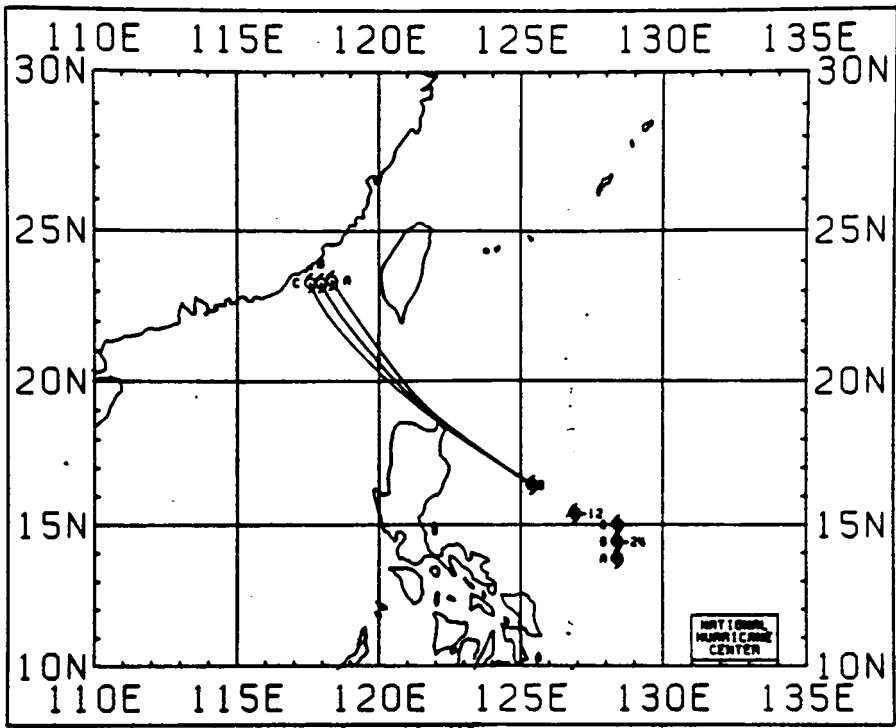 110E 115E 120E 125E 130E 135E
30N 30N
25N 25N
B
C A
20N 20N
12
15N 15N
B 24
A
NATIONAL
HURRICANE
CENTER
10N 10N
110E 115E 120E 125E 130E 135E